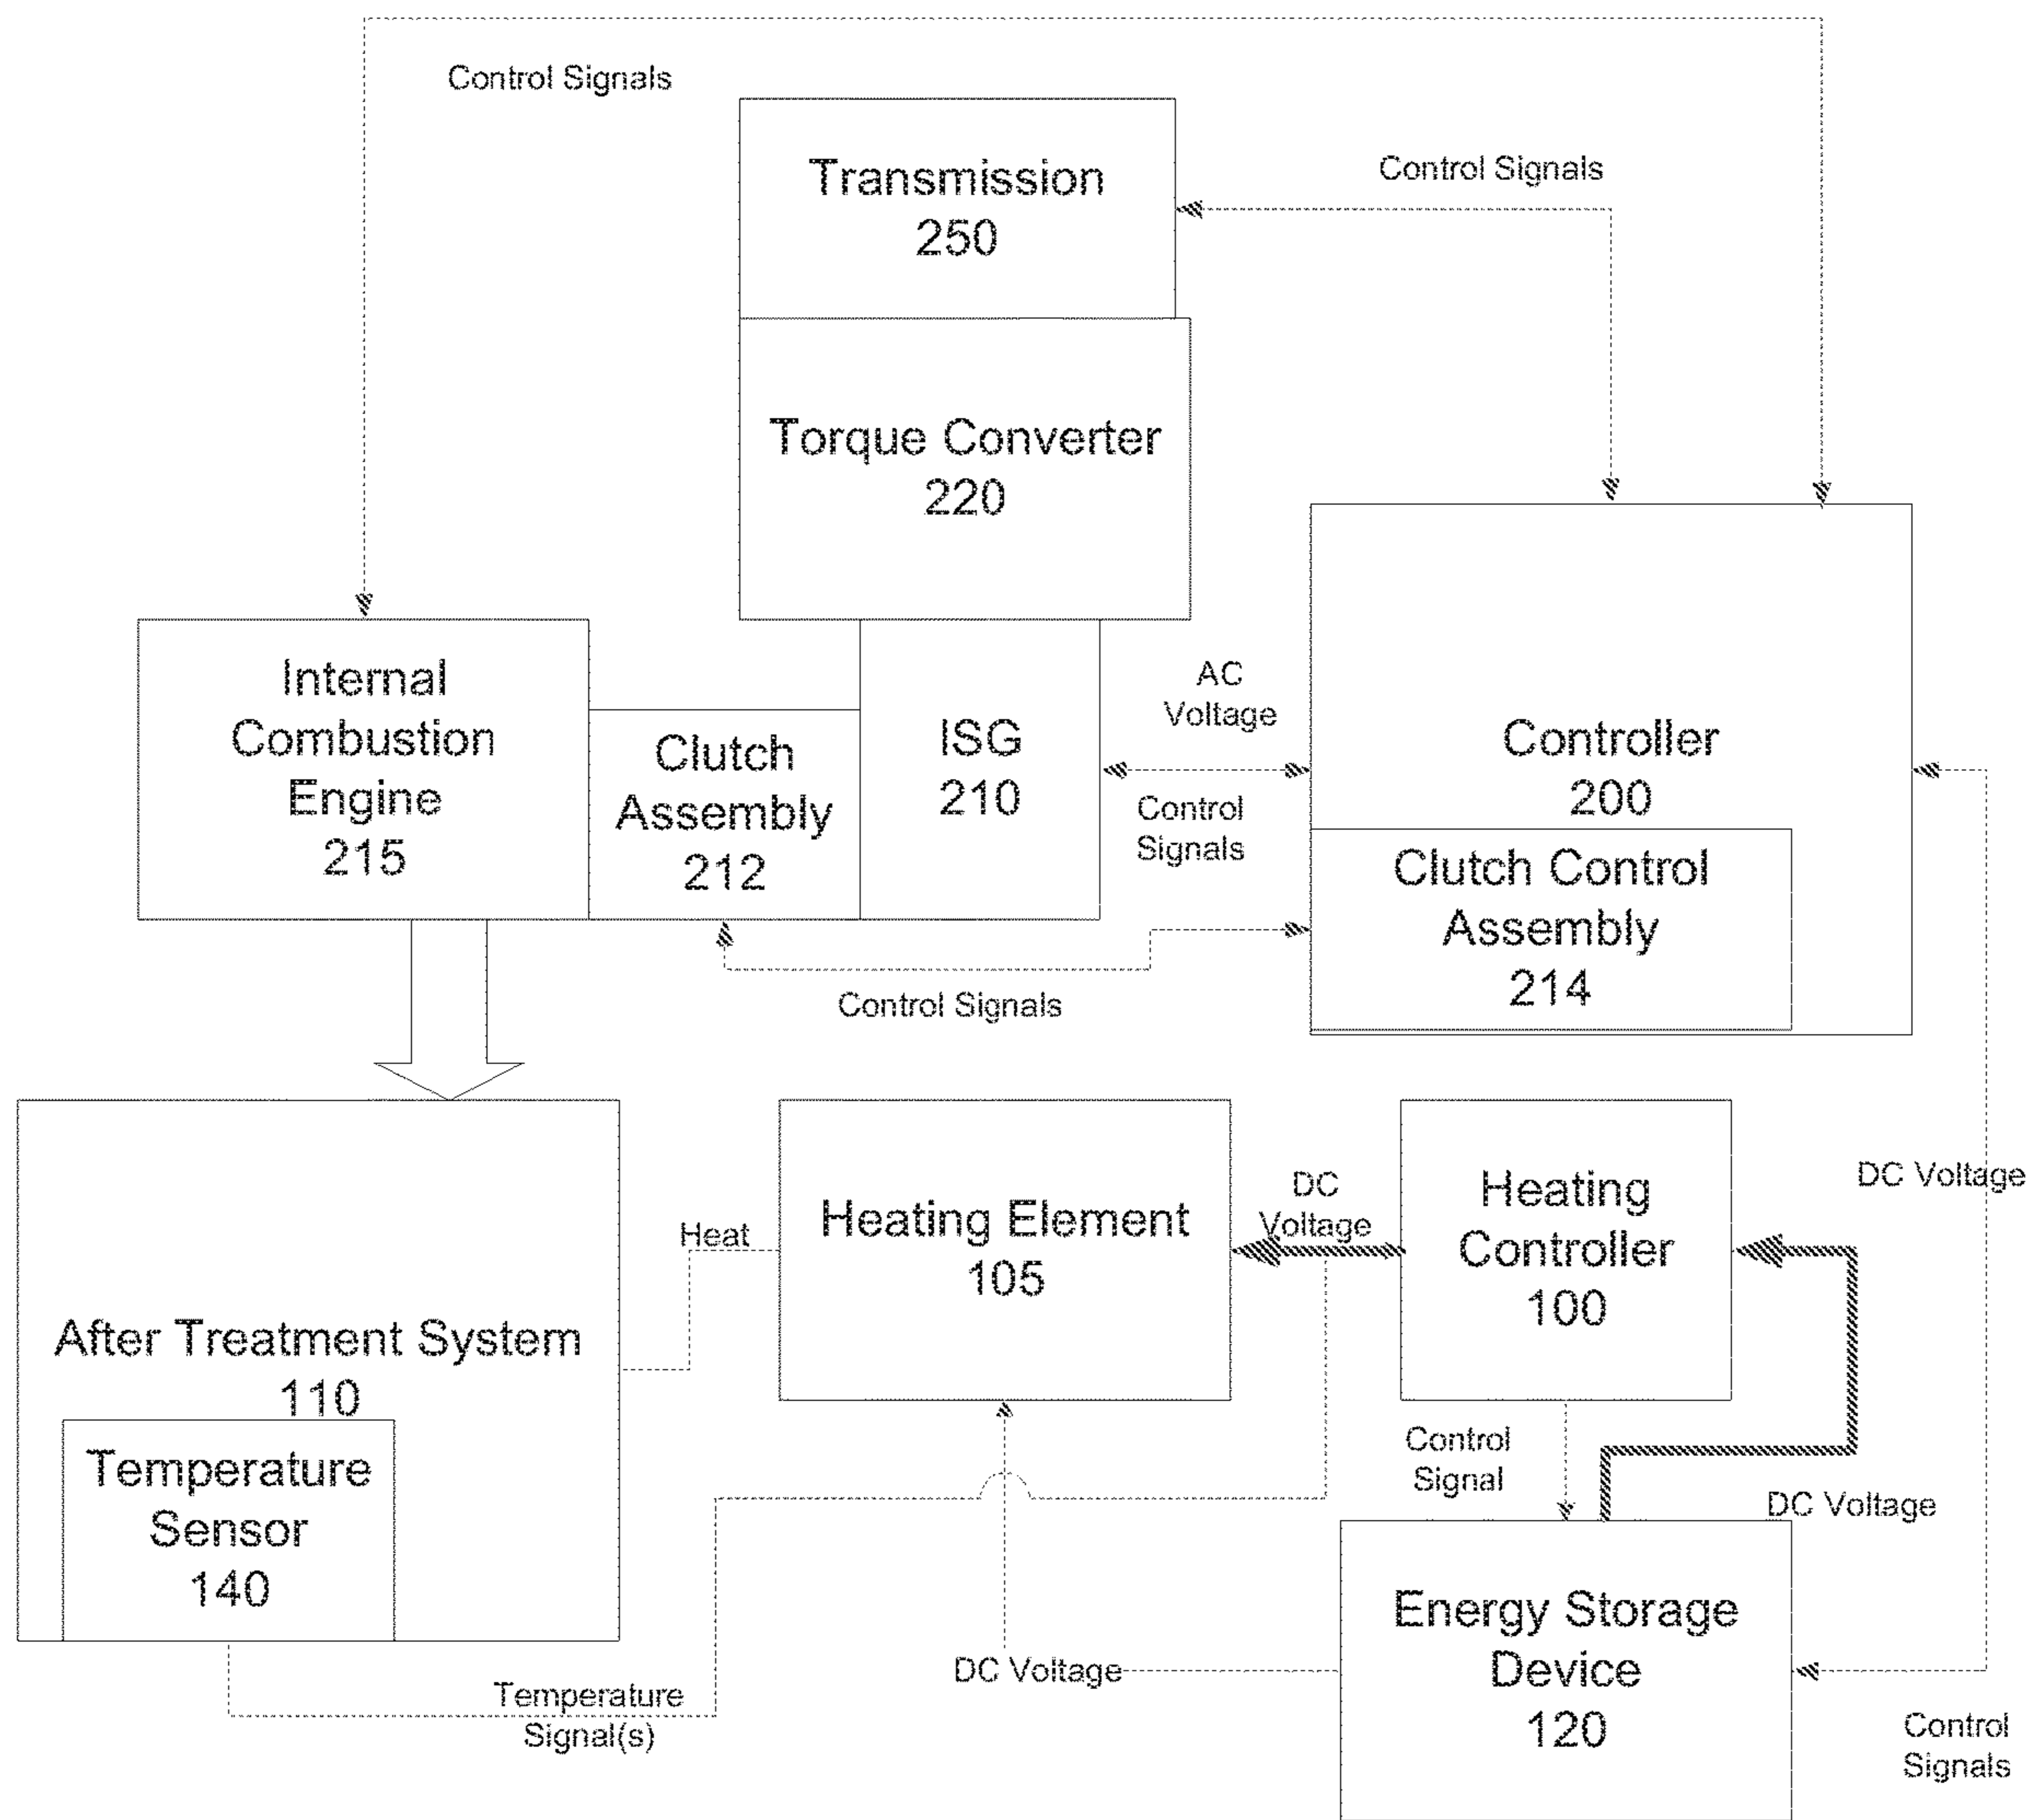 Control Signals
Transmission
250
Control Signals
Torque Converter
220
Internal
Combustion
Engine
215
Clutch
Assembly
212
ISG
210
AC
Voltage
Control
Signals
Controller
200
Clutch Control
Assembly
214
Control Signals
After Treatment System
110
Temperature
Sensor
140
Heat
Heating Element
105
DC
Voltage
Heating
Controller
100
DC Voltage
Control
Signal
DC Voltage
Energy Storage
Device
120
DC Voltage
Temperature
Signal(s)
Control
Signals